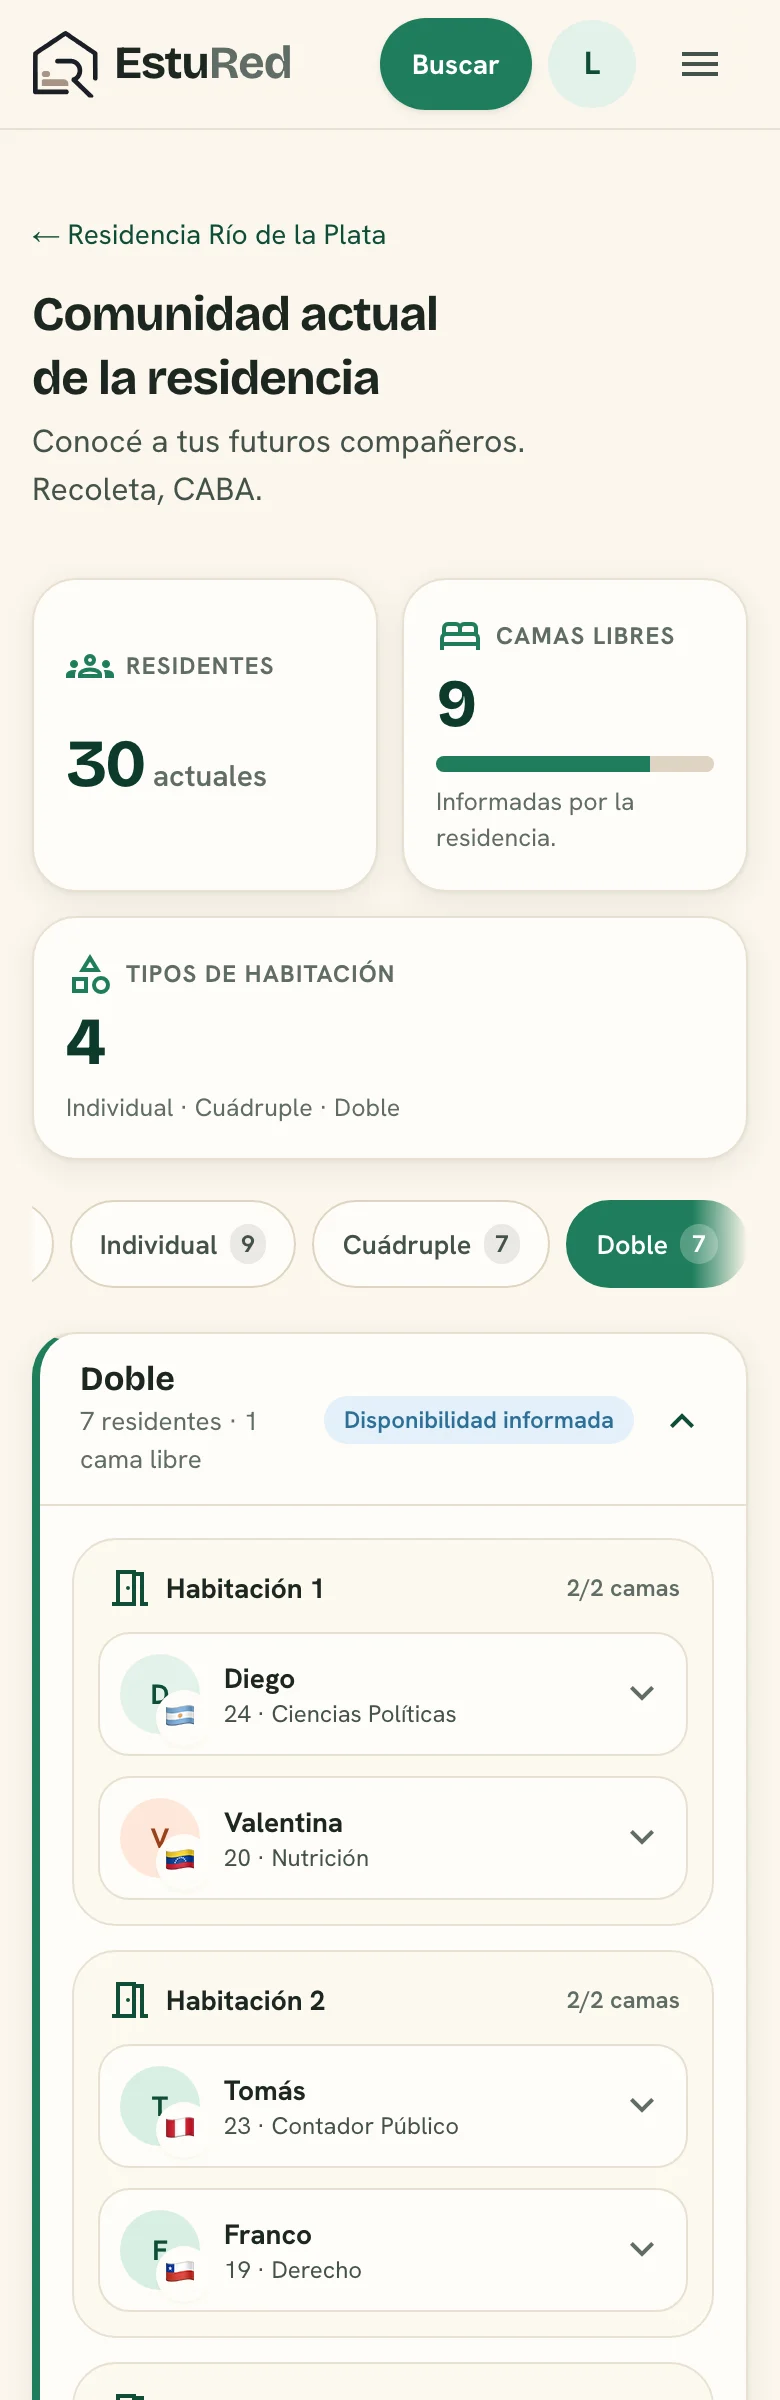 EstuRed
Buscar
L
← Residencia Río de la Plata
Comunidad actual
de la residencia
Conocé a tus futuros compañeros.
Recoleta, CABA.
RESIDENTES
30 actuales
CAMAS LIBRES
9
Informadas por la
residencia.
TIPOS DE HABITACIÓN
4
Individual · Cuádruple · Doble
Individual 9
Cuádruple 7
Doble 7
Doble
7 residentes · 1
cama libre
Disponibilidad informada
Habitación 1
2/2 camas
D
Diego
24 · Ciencias Políticas
V
Valentina
20 · Nutrición
Habitación 2
2/2 camas
T
Tomás
23 · Contador Público
F
Franco
19 · Derecho